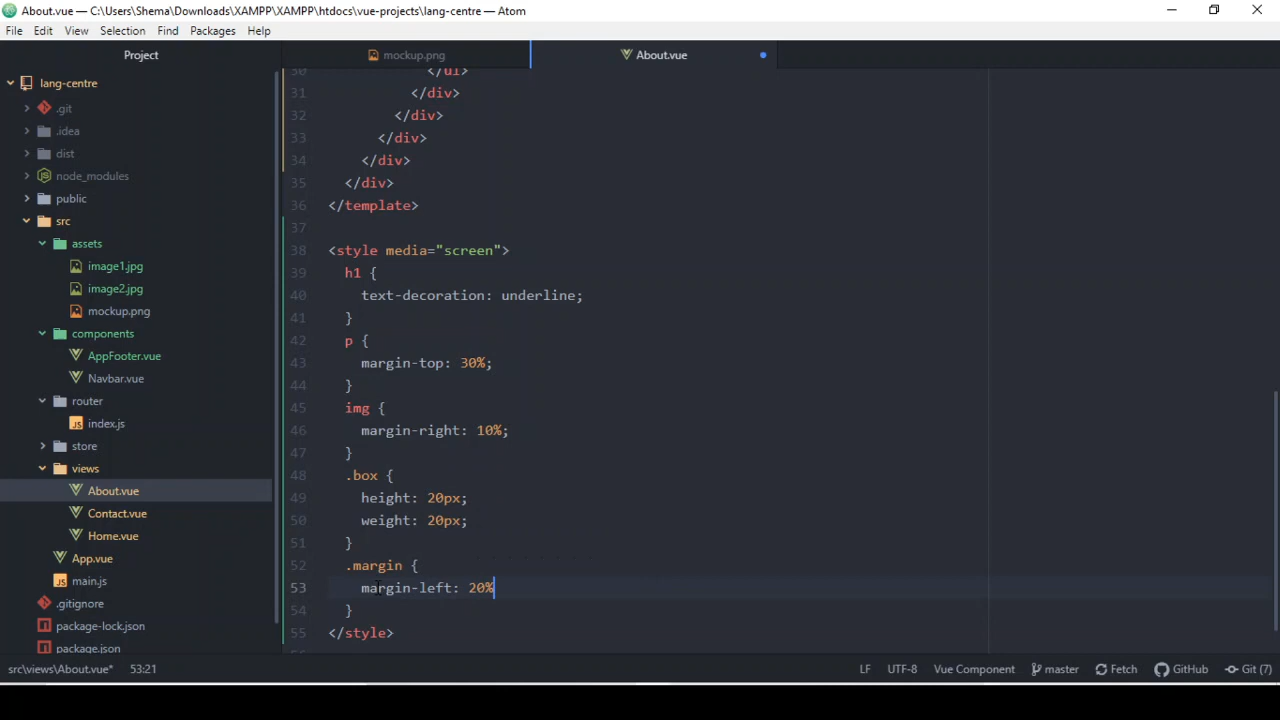 About.vue — C:\Users\Shema\Downloads\XAMPP\XAMPP\htdocs\vue-projects\lang-centre — Atom
File Edit View Selection Find Packages Help
Project
mockup.png
About.vue
lang-centre
.git
.idea
dist
node_modules
public
src
assets
image1.jpg
image2.jpg
mockup.png
components
AppFooter.vue
Navbar.vue
router
index.js
store
views
About.vue
Contact.vue
Home.vue
App.vue
main.js
.gitignore
package-lock.json
package.json
30 </ul>
31 </div>
32 </div>
33 </div>
34 </div>
35 </div>
36 </template>
37
38 <style media="screen">
39 h1 {
40 text-decoration: underline;
41 }
42 p {
43 margin-top: 30%;
44 }
45 img {
46 margin-right: 10%;
47 }
48 .box {
49 height: 20px;
50 weight: 20px;
51 }
52 .margin {
53 margin-left: 20%
54 }
55 </style>
src\views\About.vue* 53:21 LF UTF-8 Vue Component master Fetch GitHub Git (7)